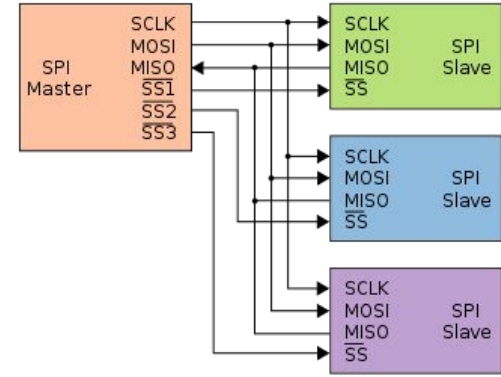 SCLK
MOSI
SPI MISO
Master SS1
SS2
SS3
SCLK
MOSI SPI
MISO Slave
SS
SCLK
MOSI SPI
MISO Slave
SS
SCLK
MOSI SPI
MISO Slave
SS